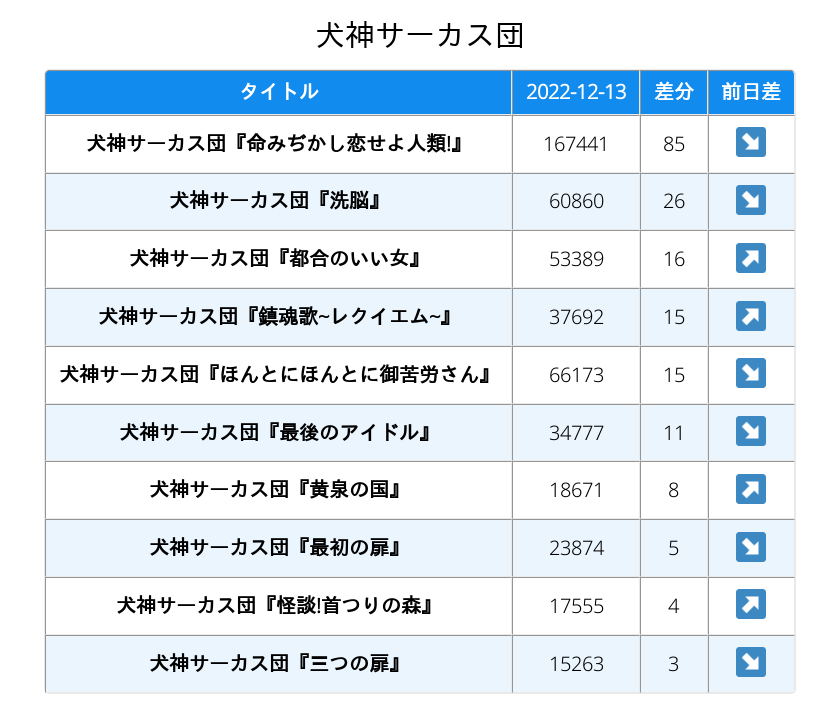 犬神サーカス団
タイトル 2022-12-13 差分 前日差
犬神サーカス団『命みぢかし恋せよ人類!』 167441 85 ↘
犬神サーカス団『洗脳』 60860 26 ↘
犬神サーカス団『都合のいい女』 53389 16 ↗
犬神サーカス団『鎮魂歌~レクイエム~』 37692 15 ↗
犬神サーカス団『ほんとにほんとに御苦労さん』 66173 15 ↘
犬神サーカス団『最後のアイドル』 34777 11 ↘
犬神サーカス団『黄泉の国』 18671 8 ↗
犬神サーカス団『最初の扉』 23874 5 ↘
犬神サーカス団『怪談!首つりの森』 17555 4 ↗
犬神サーカス団『三つの扉』 15263 3 ↘